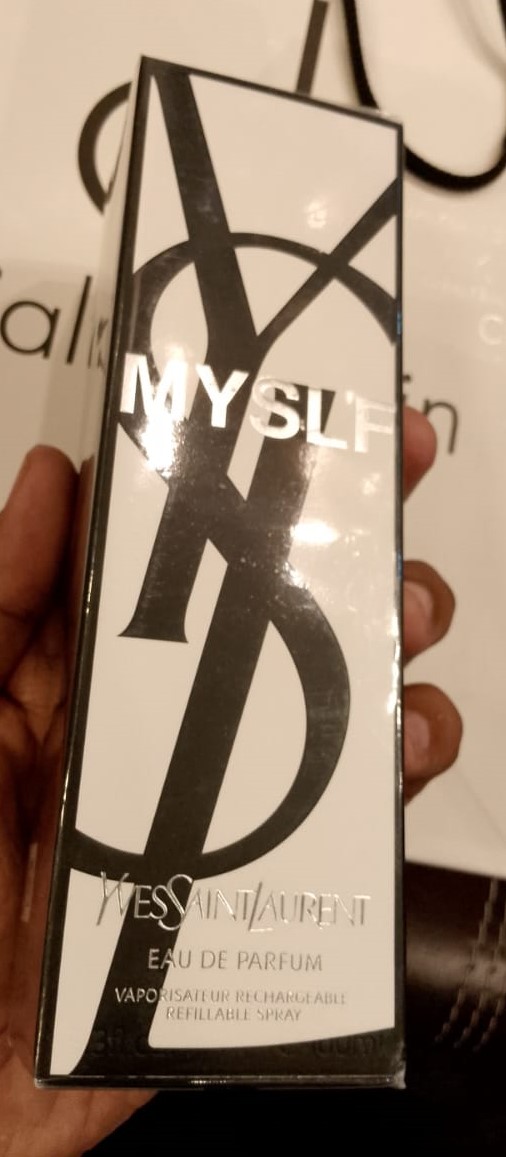 MYSLF
YVESSAINTLAURENT
EAU DE PARFUM
VAPORISATEUR RECHARGEABLE
REFILLABLE SPRAY